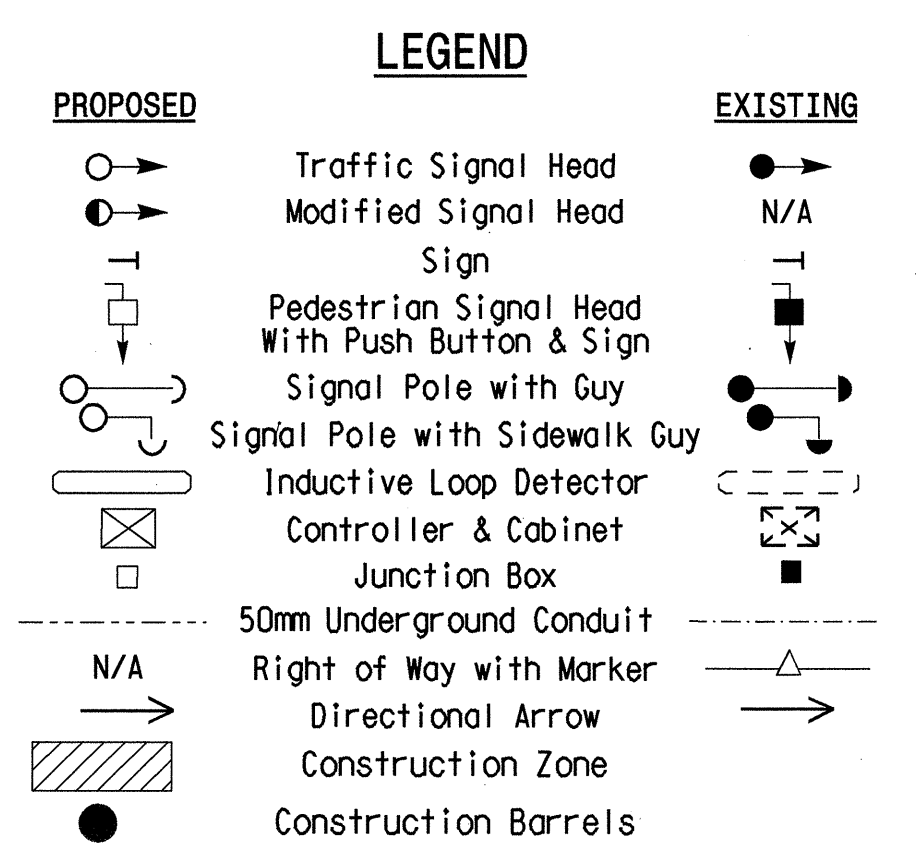 LEGEND
PROPOSED EXISTING
Traffic Signal Head
Modified Signal Head N/A
Sign
Pedestrian Signal Head
With Push Button & Sign
Signal Pole with Guy
Signal Pole with Sidewalk Guy
Inductive Loop Detector
Controller & Cabinet
Junction Box
50mm Underground Conduit
N/A Right of Way with Marker
Directional Arrow
Construction Zone
Construction Barrels